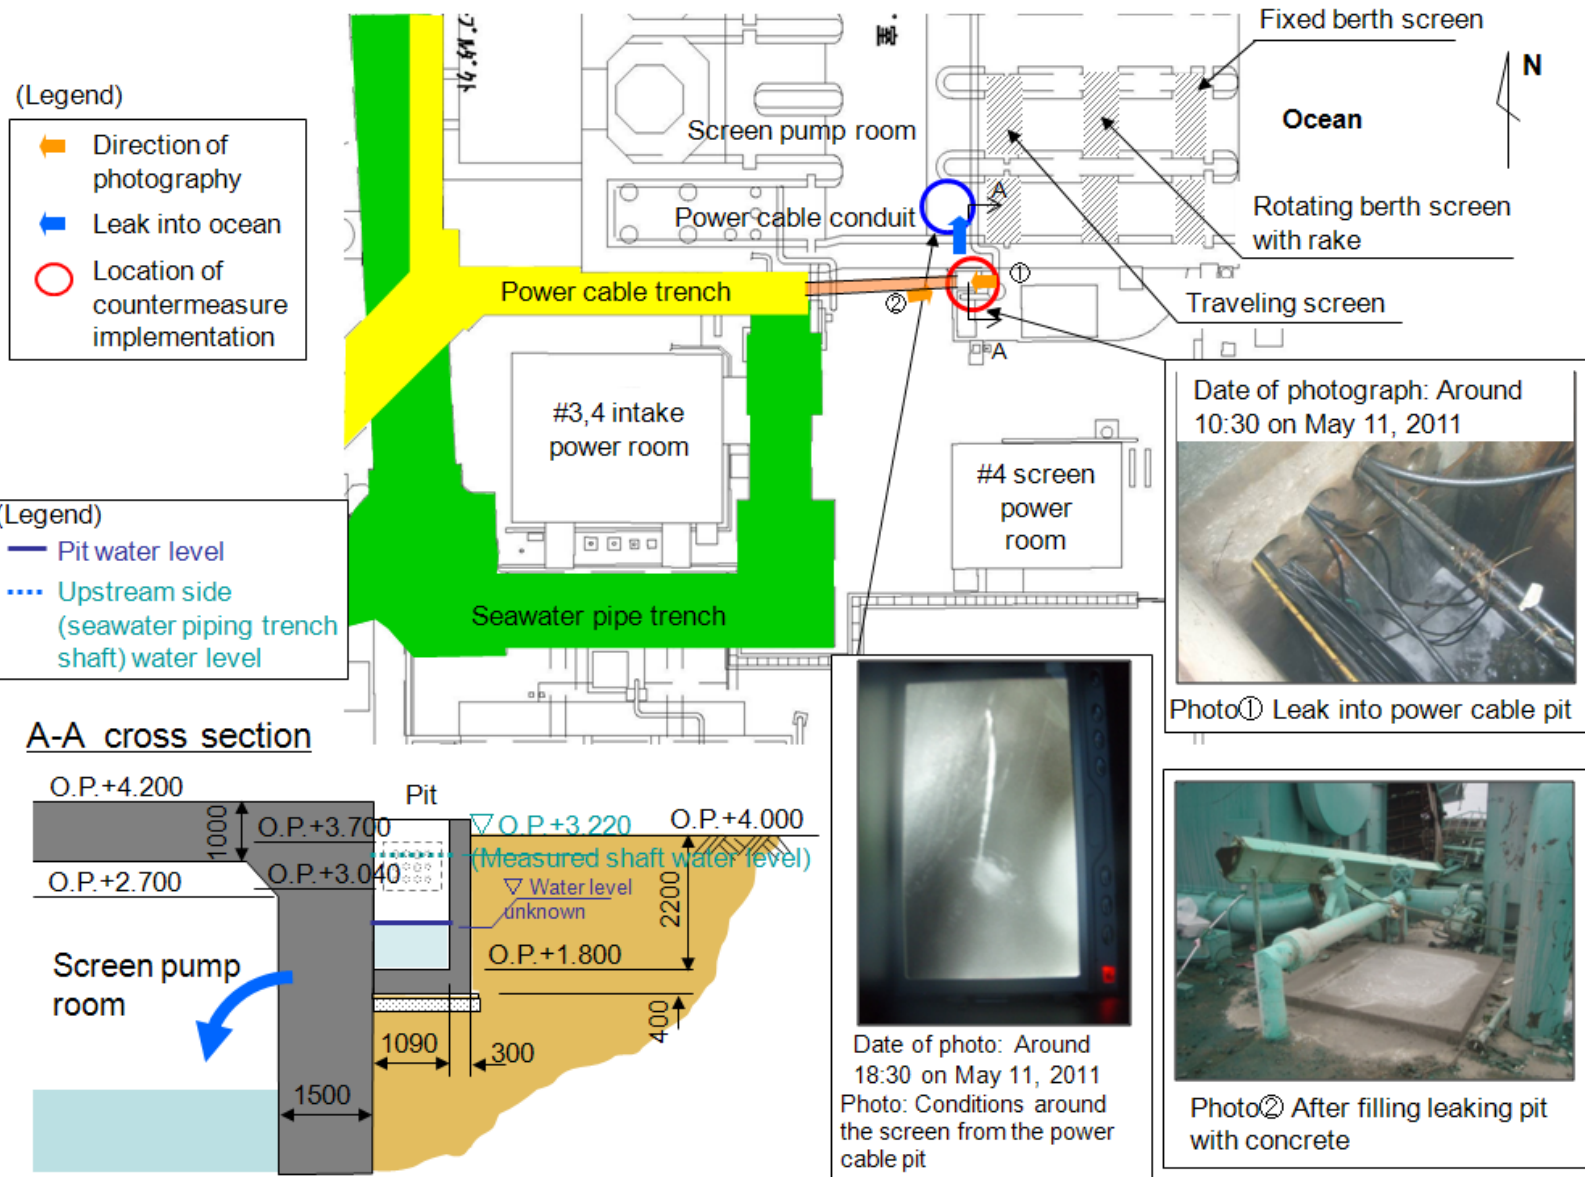 Fixed berth screen
N
Ocean
(Legend)
Direction of
photography
Leak into ocean
Location of
countermeasure
implementation
室
Screen pump room
A
Power cable conduit
Rotating berth screen
with rake
①
Power cable trench
②
Traveling screen
A
#3,4 intake
power room
#4 screen
power
room
Date of photograph: Around
10:30 on May 11, 2011
Photo① Leak into power cable pit
(Legend)
Pit water level
Upstream side
(seawater piping trench
shaft) water level
Seawater pipe trench
A-A cross section
O.P.+4.200
Pit
1000
O.P.+3.700
O.P.+3.220
O.P.+4.000
(Measured shaft water level)
O.P.+2.700
O.P.+3.040
Water level
unknown
2200
Screen pump
room
O.P.+1.800
400
1090
300
1500
Date of photo: Around
18:30 on May 11, 2011
Photo: Conditions around
the screen from the power
cable pit
Photo② After filling leaking pit
with concrete